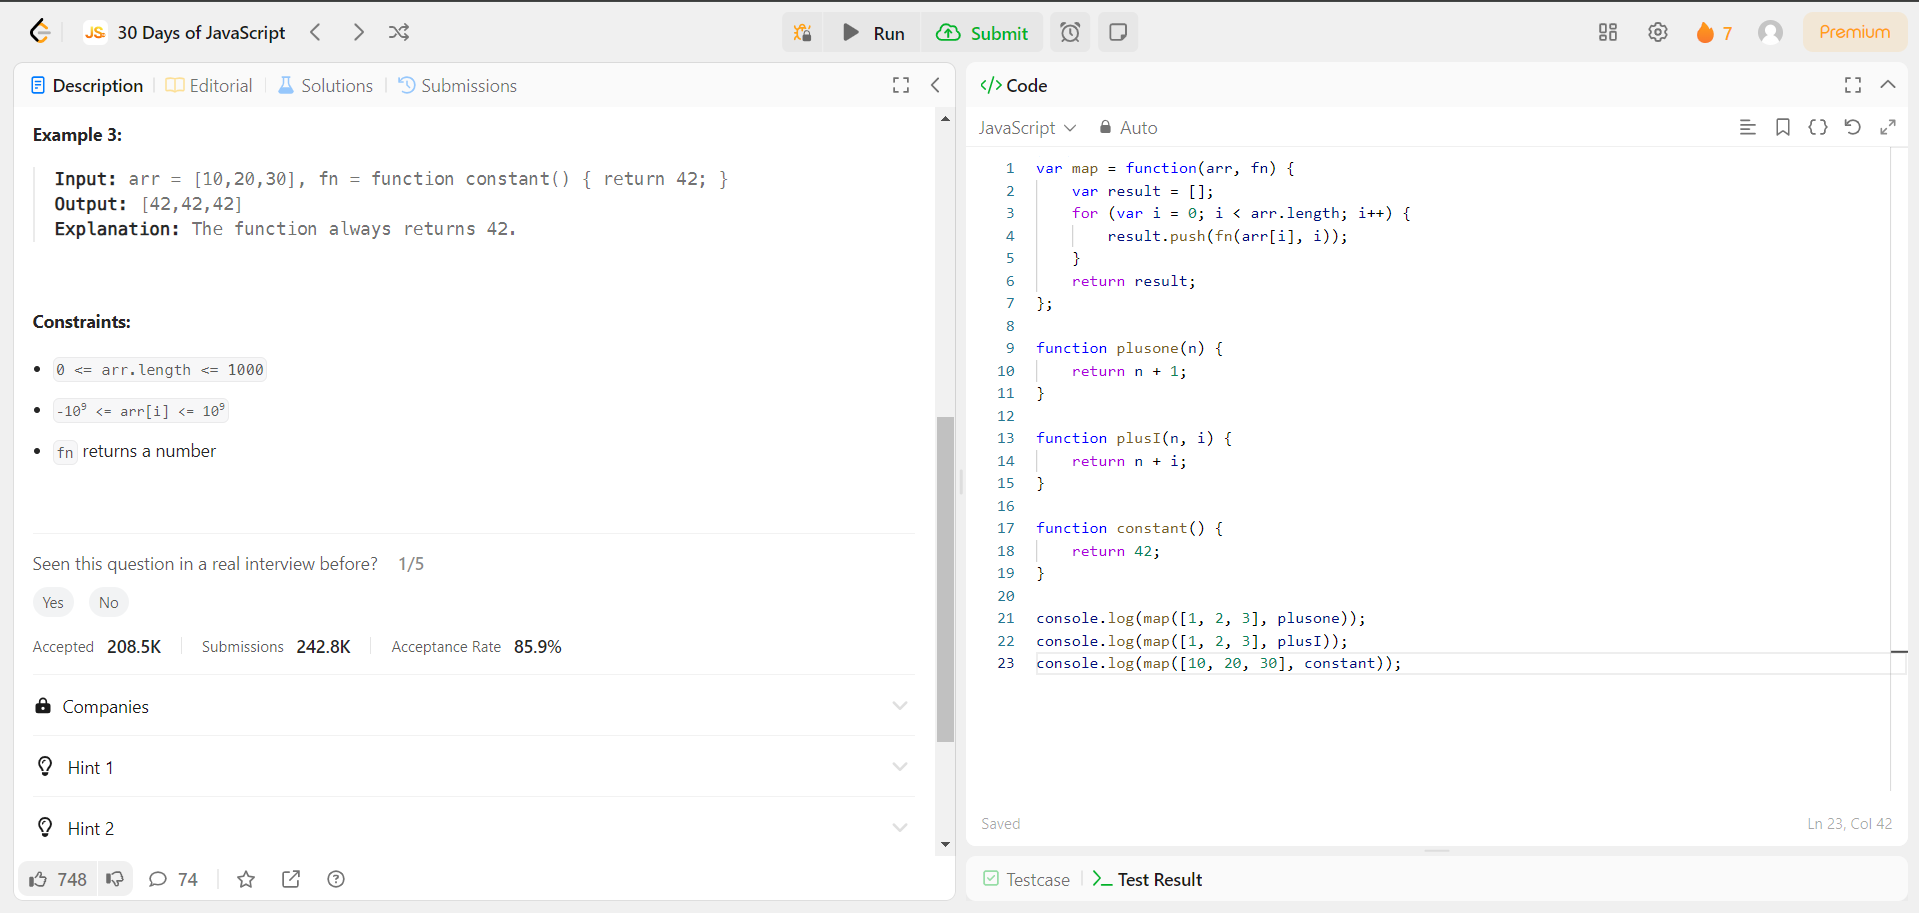 JS 30 Days of JavaScript
Run
Submit
7
Premium
Description
Editorial
Solutions
Submissions
Example 3:
Input: arr = [10,20,30], fn = function constant() { return 42; }
Output: [42,42,42]
Explanation: The function always returns 42.
Constraints:
• 0 <= arr.length <= 1000
• -10⁹ <= arr[i] <= 10⁹
• fn returns a number
Seen this question in a real interview before? 1/5
Yes No
Accepted 208.5K Submissions 242.8K Acceptance Rate 85.9%
Companies
Hint 1
Hint 2
748
74
</> Code
JavaScript
Auto
1 var map = function(arr, fn) {
2     var result = [];
3     for (var i = 0; i < arr.length; i++) {
4         result.push(fn(arr[i], i));
5     }
6     return result;
7 };
8
9 function plusone(n) {
10     return n + 1;
11 }
12
13 function plusI(n, i) {
14     return n + i;
15 }
16
17 function constant() {
18     return 42;
19 }
20
21 console.log(map([1, 2, 3], plusone));
22 console.log(map([1, 2, 3], plusI));
23 console.log(map([10, 20, 30], constant));
Saved
Ln 23, Col 42
Testcase
Test Result